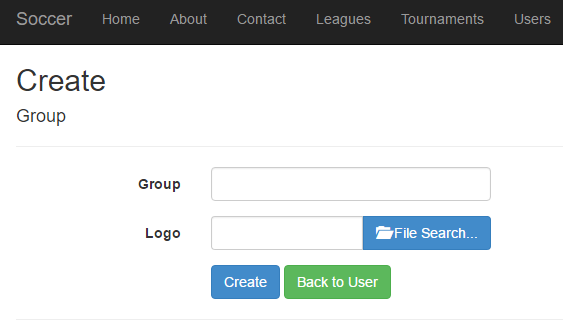 Soccer Home About Contact Leagues Tournaments Users
Create
Group
Group
Logo File Search...
Create Back to User